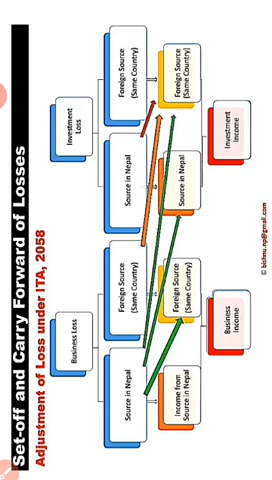 Set-off and Carry Forward of Losses
Adjustment of Loss under ITA, 2058
Business Loss
Investment
Loss
Source in Nepal
Foreign Source
(Same Country)
Source in Nepal
Foreign Source
(Same Country)
Income from
Source in Nepal
Foreign Source
(Same Country)
Source in Nepal
Foreign Source
(Same Country)
Business
Income
Investment
Income
© bishnu.ep@gmail.com